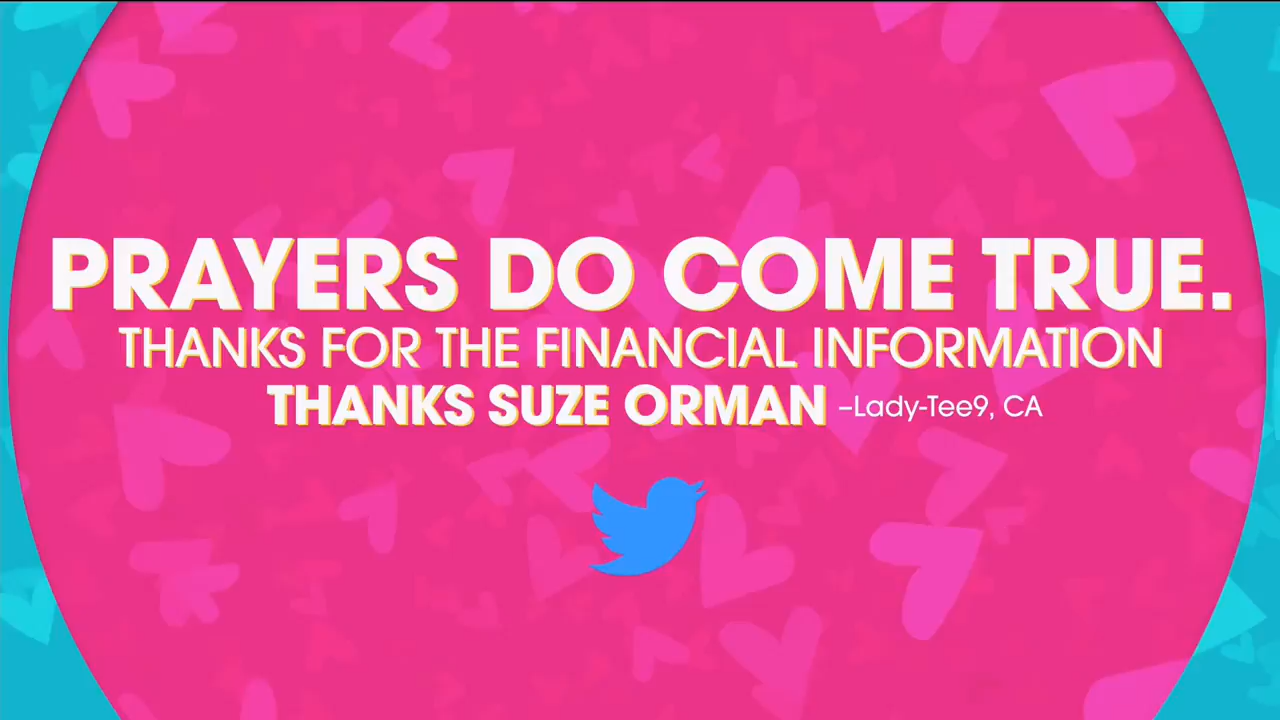 PRAYERS DO COME TRUE.
THANKS FOR THE FINANCIAL INFORMATION
THANKS SUZE ORMAN –Lady-Tee9, CA